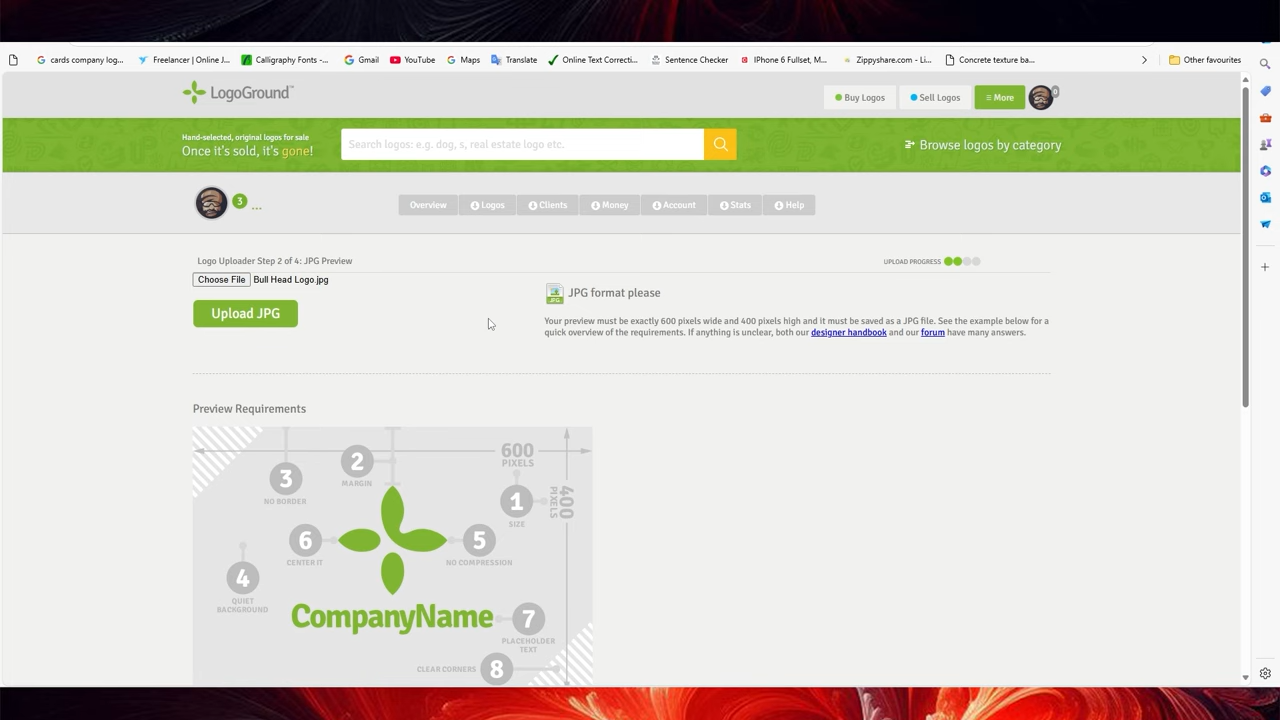 cards company log...
Freelancer | Online J...
Calligraphy Fonts -...
Gmail
YouTube
Maps
Translate
Online Text Correcti...
Sentence Checker
IPhone 6 Fullset, M...
Zippyshare.com - Li...
Concrete texture ba...
Other favourites
LogoGround™
Buy Logos
Sell Logos
≡ More
0
Hand-selected, original logos for sale
Once it's sold, it's gone!
Search logos: e.g. dog, s, real estate logo etc.
Browse logos by category
3
...
Overview
Logos
Clients
Money
Account
Stats
Help
Logo Uploader Step 2 of 4: JPG Preview
UPLOAD PROGRESS
Choose File Bull Head Logo.jpg
Upload JPG
JPG
JPG format please
Your preview must be exactly 600 pixels wide and 400 pixels high and it must be saved as a JPG file. See the example below for a
quick overview of the requirements. If anything is unclear, both our designer handbook and our forum have many answers.
Preview Requirements
600
PIXELS
400
PIXELS
2
MARGIN
3
NO BORDER
1
SIZE
6
CENTER IT
5
NO COMPRESSION
4
QUIET
BACKGROUND
CompanyName
7
PLACEHOLDER
TEXT
CLEAR CORNERS
8